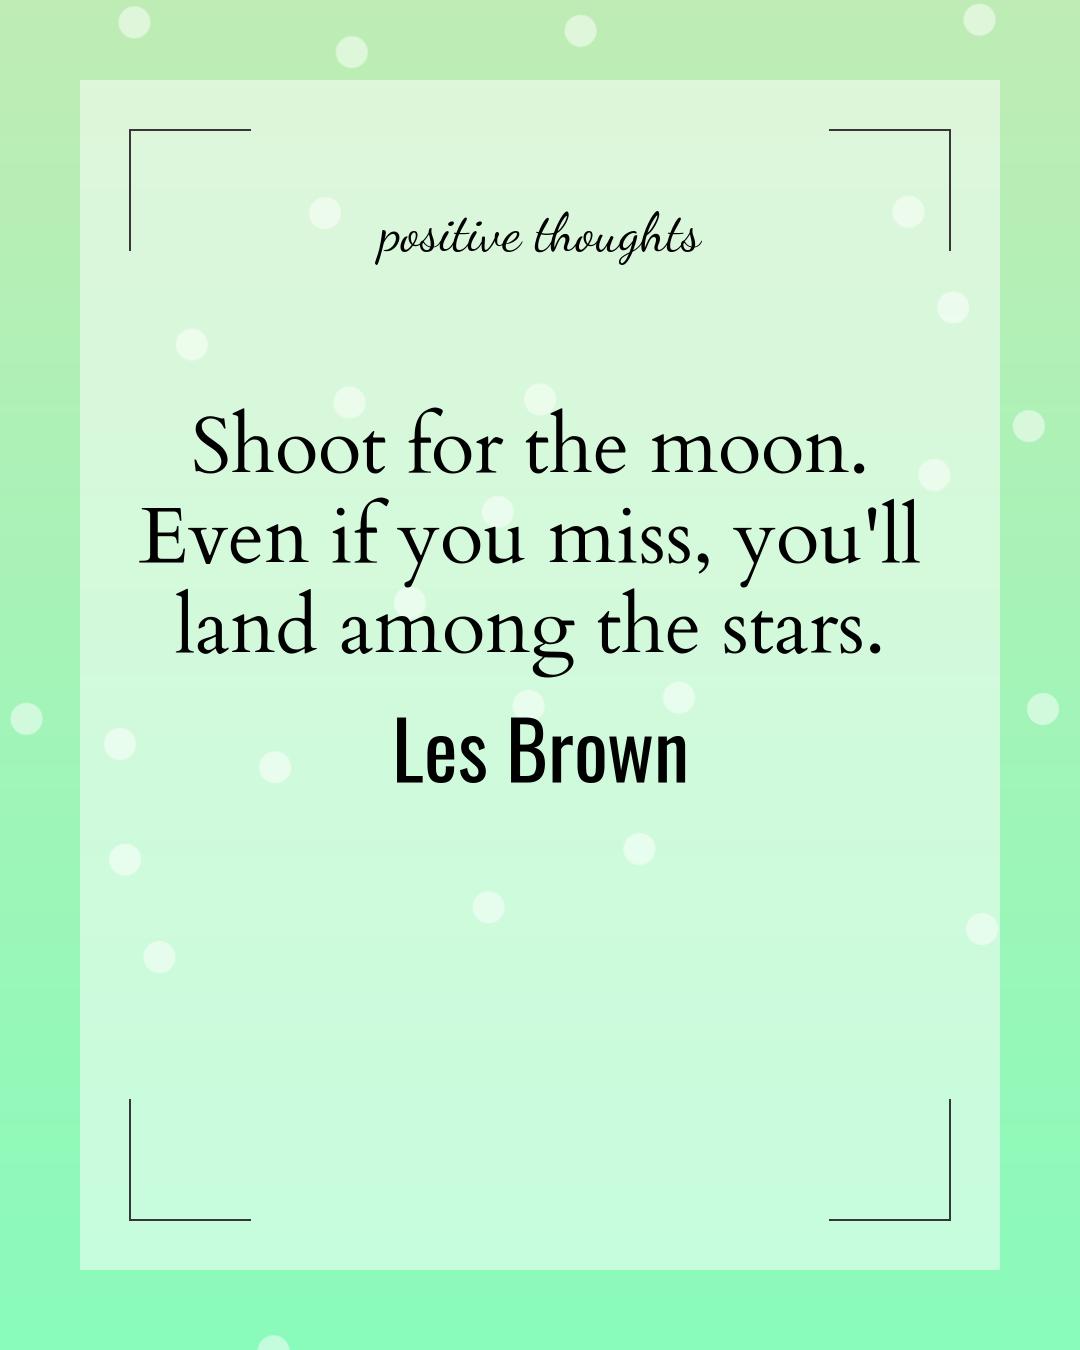 positive thoughts
Shoot for the moon.
Even if you miss, you'll
land among the stars.
Les Brown